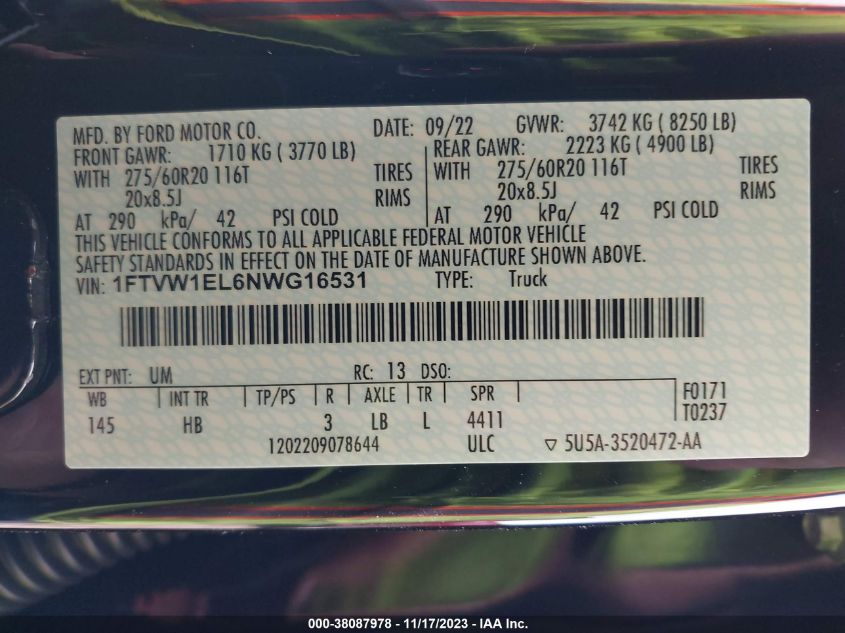 MFD. BY FORD MOTOR CO. DATE: 09/22 GVWR: 3742 KG ( 8250 LB)
FRONT GAWR: 1710 KG ( 3770 LB) REAR GAWR: 2223 KG ( 4900 LB)
WITH 275/60R20 116T TIRES WITH 275/60R20 116T TIRES
20x8.5J RIMS 20x8.5J RIMS
AT 290 kPa/ 42 PSI COLD AT 290 kPa/ 42 PSI COLD
THIS VEHICLE CONFORMS TO ALL APPLICABLE FEDERAL MOTOR VEHICLE
SAFETY STANDARDS IN EFFECT ON THE DATE OF MANUFACTURE SHOWN ABOVE.
VIN: 1FTVW1EL6NWG16531 TYPE: Truck
EXT PNT: UM RC: 13 DSO:
WB INT TR TP/PS R AXLE TR SPR F0171
145 HB 3 LB L 4411 T0237
1202209078644 ULC ▽ 5U5A-3520472-AA
000-38087978 - 11/17/2023 - IAA Inc.